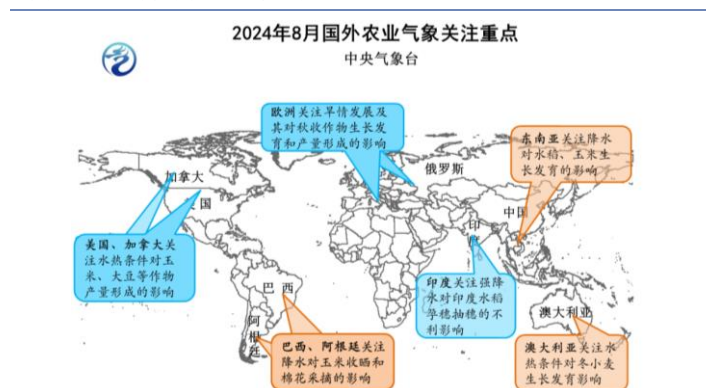 2024年8月国外农业气象关注重点
中央气象台
欧洲关注旱情发展及
其对秋收作物生长发
育和产量形成的影响
东南亚关注降水
对水稻、玉米生
长发育的影响
俄罗斯
加拿大
美国
中国
印度
美国、加拿大关
注水热条件对玉
米、大豆等作物
产量形成的影响
巴西
印度关注强降
水对印度水稻
孕穗抽穗的不
利影响
澳大利亚
阿根廷
巴西、阿根廷关注
降水对玉米收晒和
棉花采摘的影响
澳大利亚关注水
热条件对冬小麦
生长发育影响